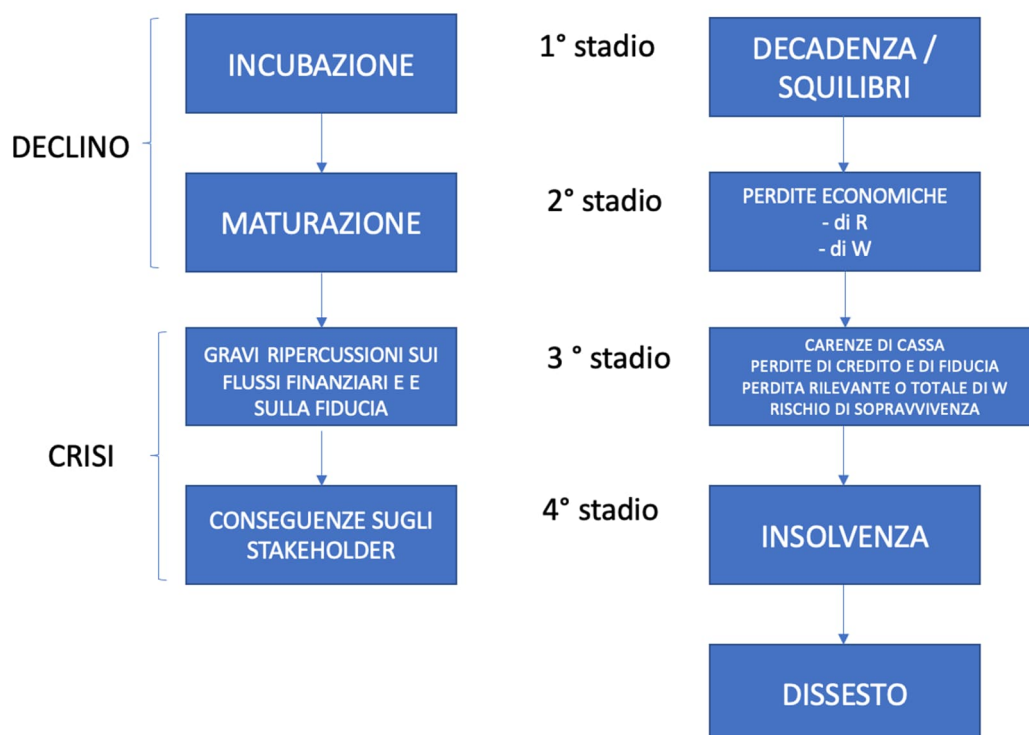 INCUBAZIONE
1° stadio
DECADENZA /
SQUILIBRI
DECLINO
MATURAZIONE
2° stadio
PERDITE ECONOMICHE
- di R
- di W
GRAVI RIPERCUSSIONI SUI
FLUSSI FINANZIARI E E
SULLA FIDUCIA
3 ° stadio
CARENZE DI CASSA
PERDITE DI CREDITO E DI FIDUCIA
PERDITA RILEVANTE O TOTALE DI W
RISCHIO DI SOPRAVVIVENZA
CRISI
CONSEGUENZE SUGLI
STAKEHOLDER
4° stadio
INSOLVENZA
DISSESTO